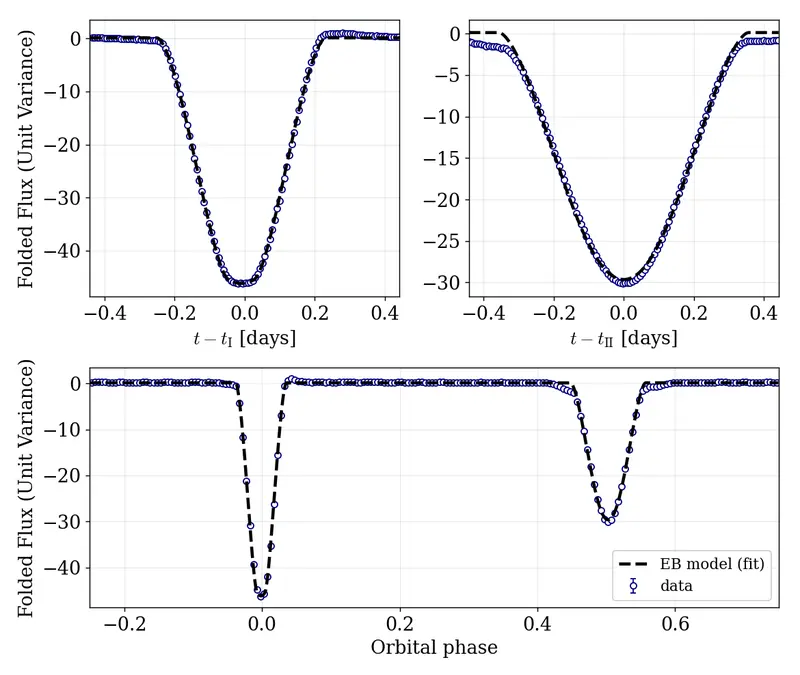 Folded Flux (Unit Variance)
0
−10
−20
−30
−40
−0.4 −0.2 0.0 0.2 0.4
t − tI [days]
0
−5
−10
−15
−20
−25
−30
−0.4 −0.2 0.0 0.2 0.4
t − tII [days]
Folded Flux (Unit Variance)
0
−10
−20
−30
−40
−0.2 0.0 0.2 0.4 0.6
Orbital phase
EB model (fit)
data